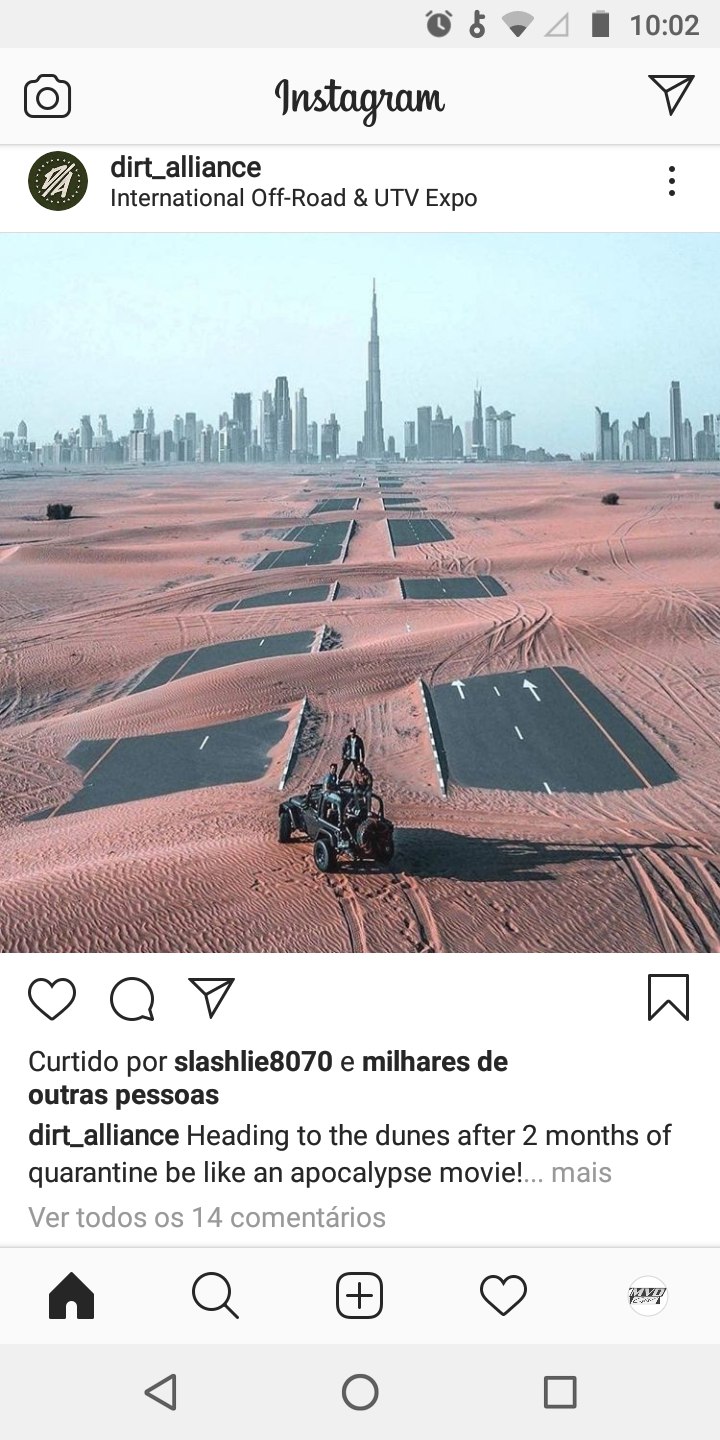 10:02
Instagram
dirt_alliance
International Off-Road & UTV Expo
Curtido por slashlie8070 e milhares de
outras pessoas
dirt_alliance Heading to the dunes after 2 months of
quarantine be like an apocalypse movie!... mais
Ver todos os 14 comentários
MVD